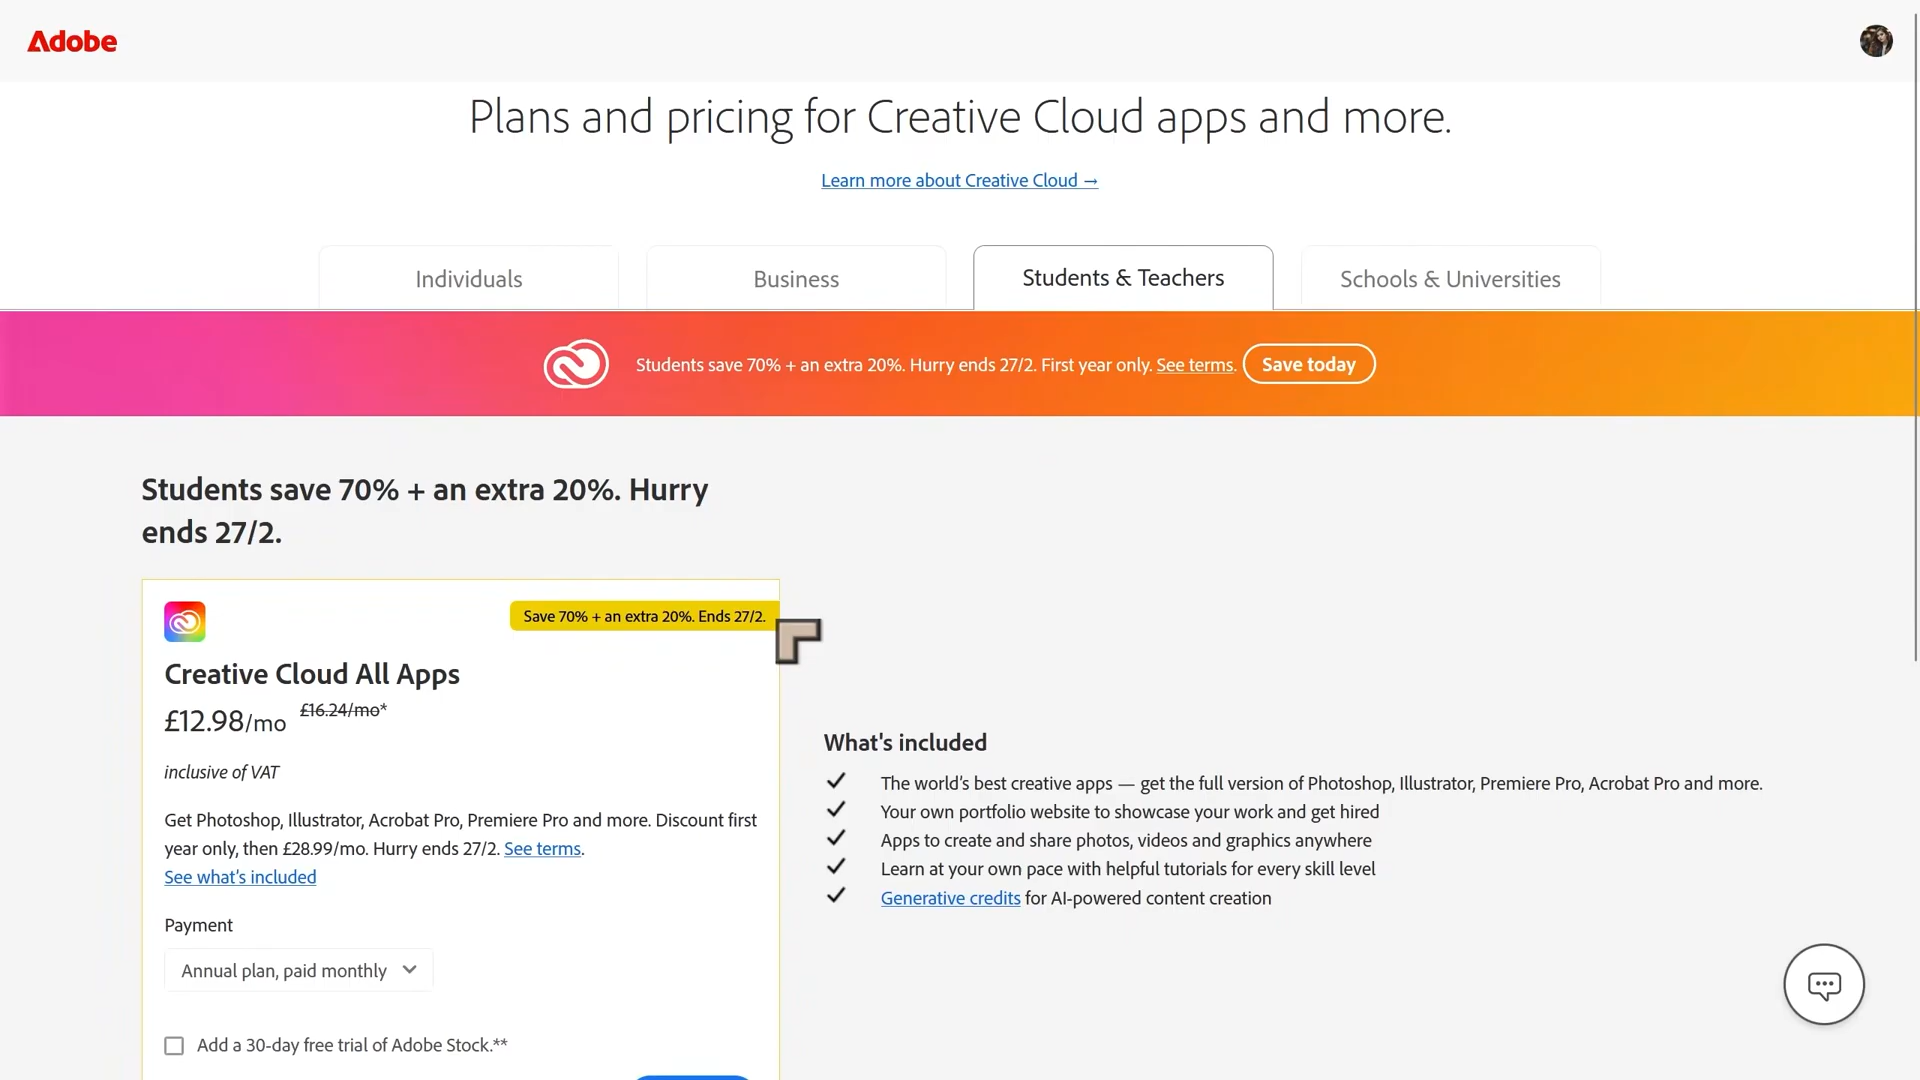 Adobe
Plans and pricing for Creative Cloud apps and more.
Learn more about Creative Cloud →
Individuals
Business
Students & Teachers
Schools & Universities
Students save 70% + an extra 20%. Hurry ends 27/2. First year only. See terms.
Save today
Students save 70% + an extra 20%. Hurry
ends 27/2.
Save 70% + an extra 20%. Ends 27/2.
Creative Cloud All Apps
£12.98/mo £16.24/mo*
inclusive of VAT
Get Photoshop, Illustrator, Acrobat Pro, Premiere Pro and more. Discount first
year only, then £28.99/mo. Hurry ends 27/2. See terms.
See what's included
Payment
Annual plan, paid monthly
Add a 30-day free trial of Adobe Stock.**
What's included
The world's best creative apps — get the full version of Photoshop, Illustrator, Premiere Pro, Acrobat Pro and more.
Your own portfolio website to showcase your work and get hired
Apps to create and share photos, videos and graphics anywhere
Learn at your own pace with helpful tutorials for every skill level
Generative credits for AI-powered content creation